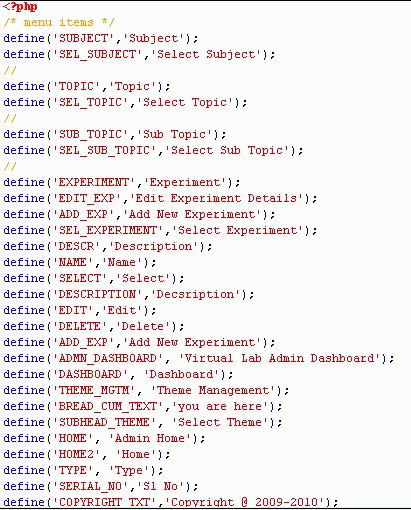 <?php
/* menu items */
define('SUBJECT','Subject');
define('SEL_SUBJECT','Select Subject');
//
define('TOPIC','Topic');
define('SEL_TOPIC','Select Topic');
//
define('SUB_TOPIC','Sub Topic');
define('SEL_SUB_TOPIC','Select Sub Topic');
//
define('EXPERIMENT','Experiment');
define('EDIT_EXP','Edit Experiment Details');
define('ADD_EXP','Add New Experiment');
define('SEL_EXPERIMENT','Select Experiment');
define('DESCR','Description');
define('NAME','Name');
define('SELECT','Select');
define('DESCRIPTION','Decsription');
define('EDIT','Edit');
define('DELETE','Delete');
define('ADD_EXP','Add New Experiment');
define('ADMN_DASHBOARD', 'Virtual Lab Admin Dashboard');
define('DASHBOARD', 'Dashboard');
define('THEME_MGTM', 'Theme Management');
define('BREAD_CUM_TEXT','you are here');
define('SUBHEAD_THEME', 'Select Theme');
define('HOME', 'Admin Home');
define('HOME2', 'Home');
define('TYPE', 'Type');
define('SERIAL_NO','Sl No');
define('COPYRIGHT_TXT','Copyright @ 2009-2010');